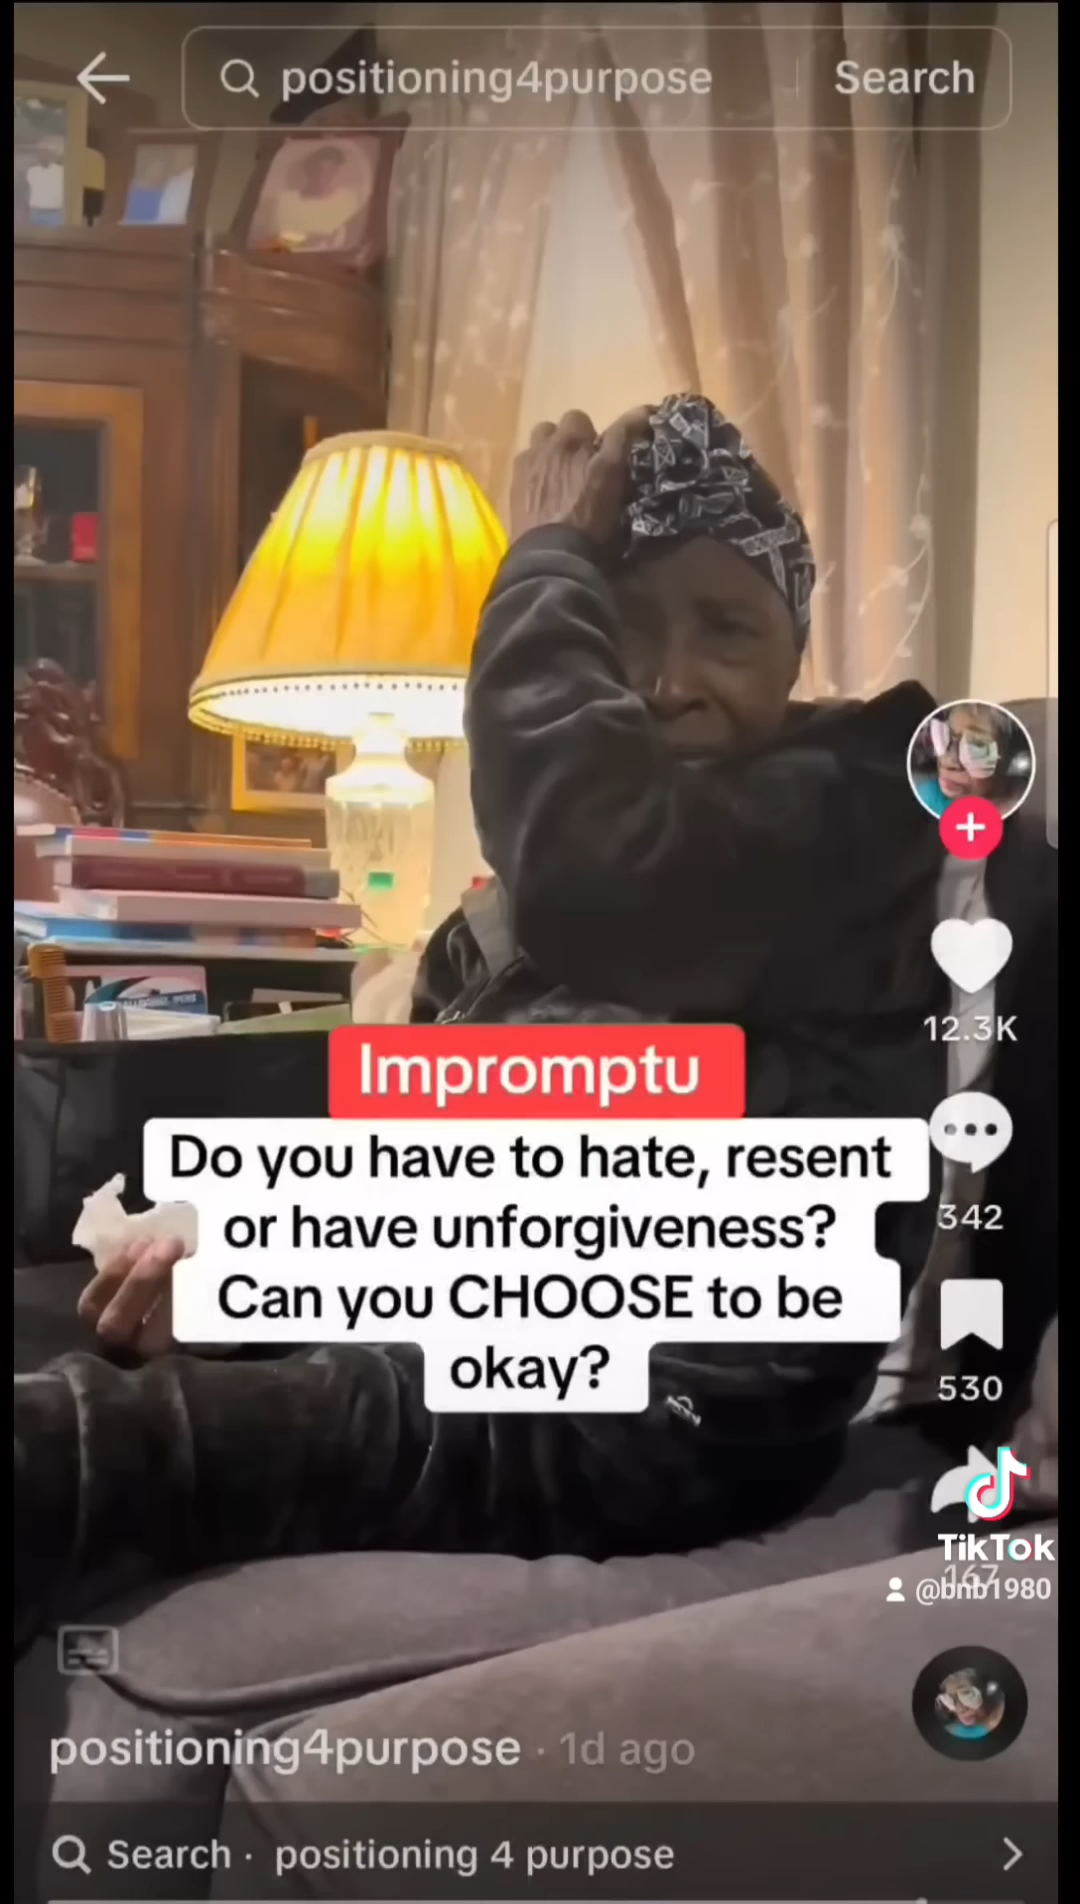 positioning4purpose
Search
Impromptu
Do you have to hate, resent
or have unforgiveness?
Can you CHOOSE to be
okay?
12.3K
342
530
TikTok
167
@bnb1980
positioning4purpose · 1d ago
Search · positioning 4 purpose